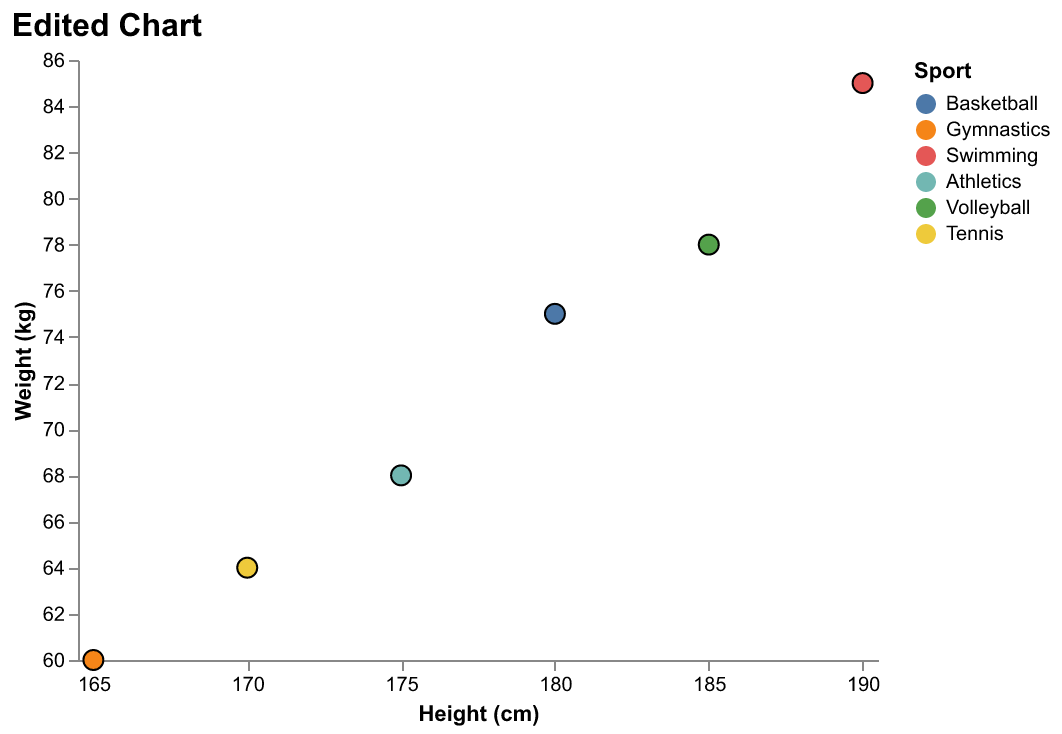 Edited Chart
86
84
82
80
78
76
74
72
70
68
66
64
62
60
Weight (kg)
165 170 175 180 185 190
Height (cm)
Sport
Basketball
Gymnastics
Swimming
Athletics
Volleyball
Tennis